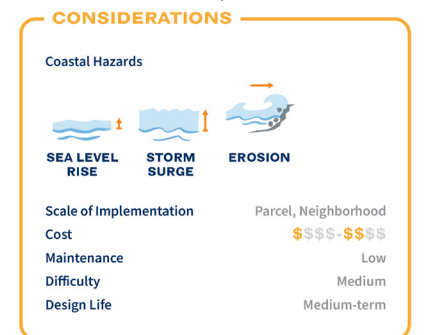 CONSIDERATIONS
Coastal Hazards
SEA LEVEL
RISE
STORM
SURGE
EROSION
Scale of Implementation Parcel, Neighborhood
Cost $$$$-$$$$
Maintenance Low
Difficulty Medium
Design Life Medium-term